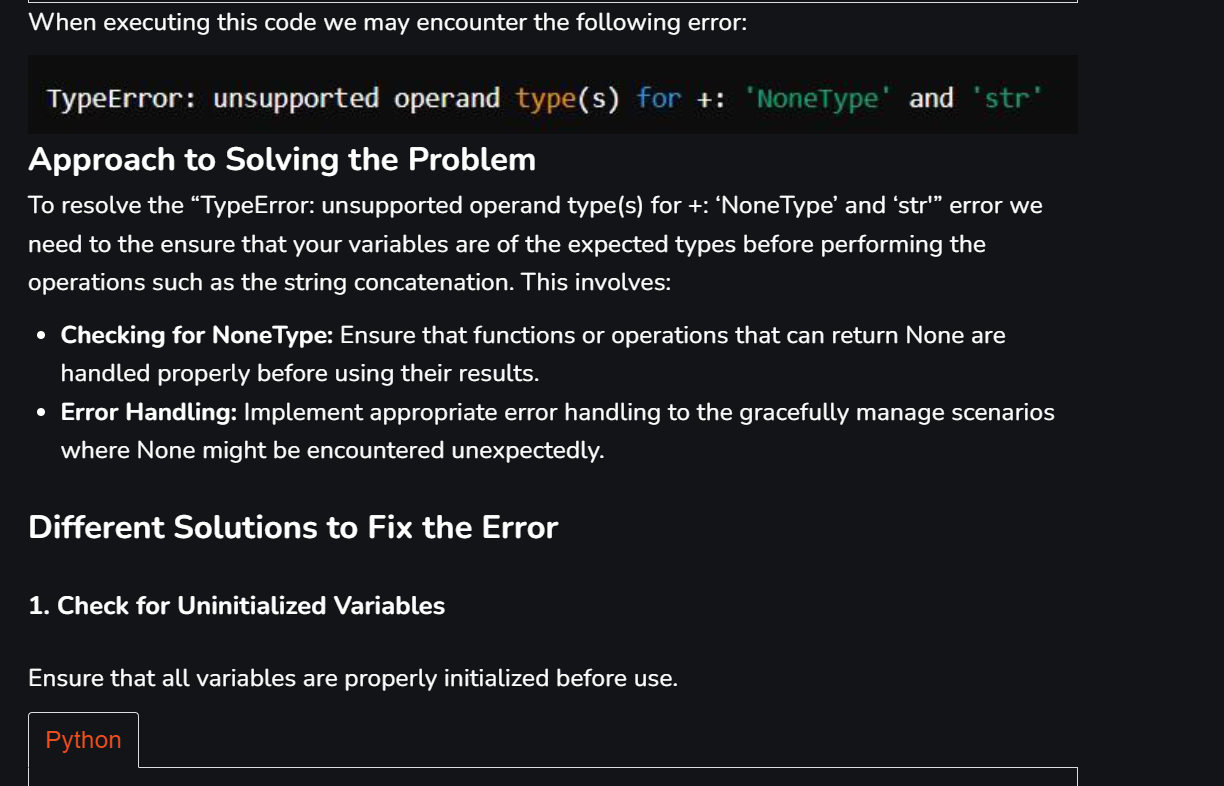 When executing this code we may encounter the following error:
TypeError: unsupported operand type(s) for +: 'NoneType' and 'str'
Approach to Solving the Problem
To resolve the “TypeError: unsupported operand type(s) for +: ‘NoneType’ and ‘str'” error we
need to the ensure that your variables are of the expected types before performing the
operations such as the string concatenation. This involves:
• Checking for NoneType: Ensure that functions or operations that can return None are
handled properly before using their results.
• Error Handling: Implement appropriate error handling to the gracefully manage scenarios
where None might be encountered unexpectedly.
Different Solutions to Fix the Error
1. Check for Uninitialized Variables
Ensure that all variables are properly initialized before use.
Python